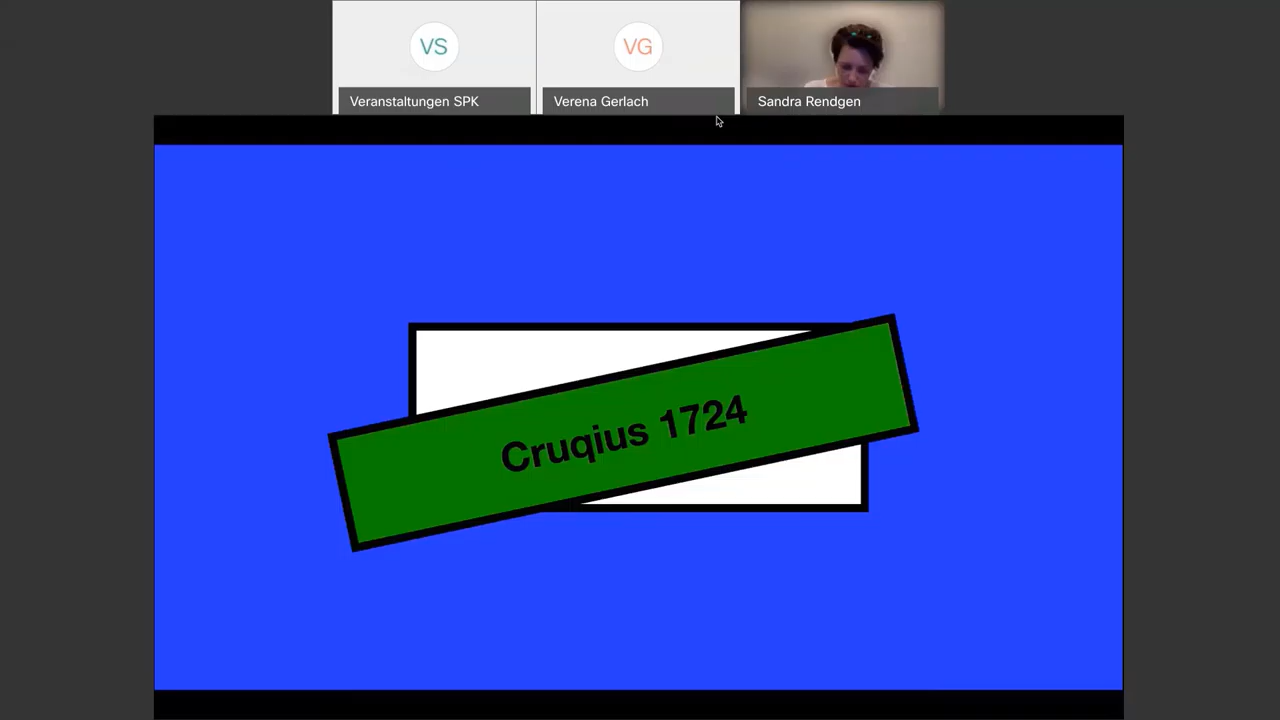 VS
VG
Veranstaltungen SPK
Verena Gerlach
Sandra Rendgen
Cruqius 1724